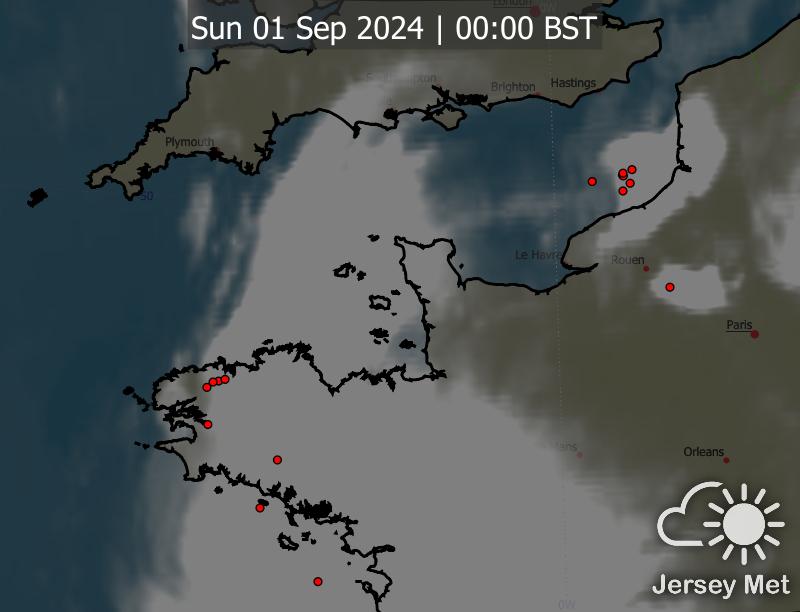 London
0W
Sun 01 Sep 2024 | 00:00 BST
Southampton
Brighton
Hastings
Plymouth
50
Le Havre
Rouen
Paris
Orleans
Jersey Met
0W